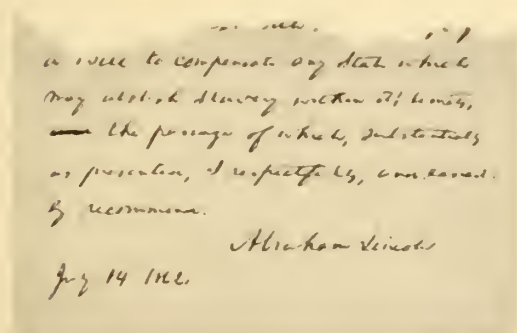 a bill to compensate any State which
may abolish slavery within it's limits,
the passage of which, substantially
as presented, I respectfully, and earnest-
ly recommend.
Abraham Lincoln
July 14 1862.